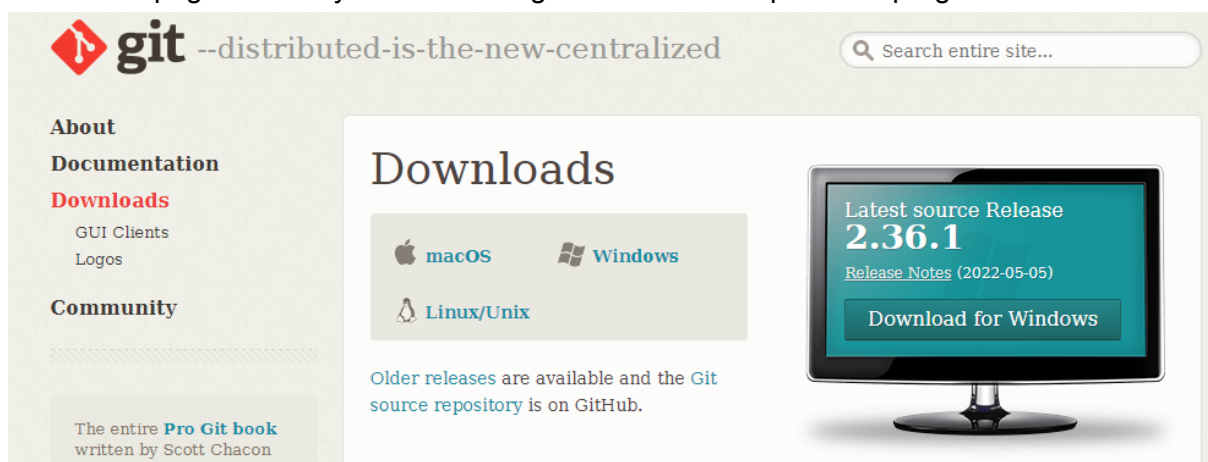 git --distributed-is-the-new-centralized
Search entire site...
About
Documentation
Downloads
GUI Clients
Logos
Community
The entire Pro Git book
written by Scott Chacon
Downloads
macOS
Windows
Linux/Unix
Older releases are available and the Git
source repository is on GitHub.
Latest source Release
2.36.1
Release Notes (2022-05-05)
Download for Windows